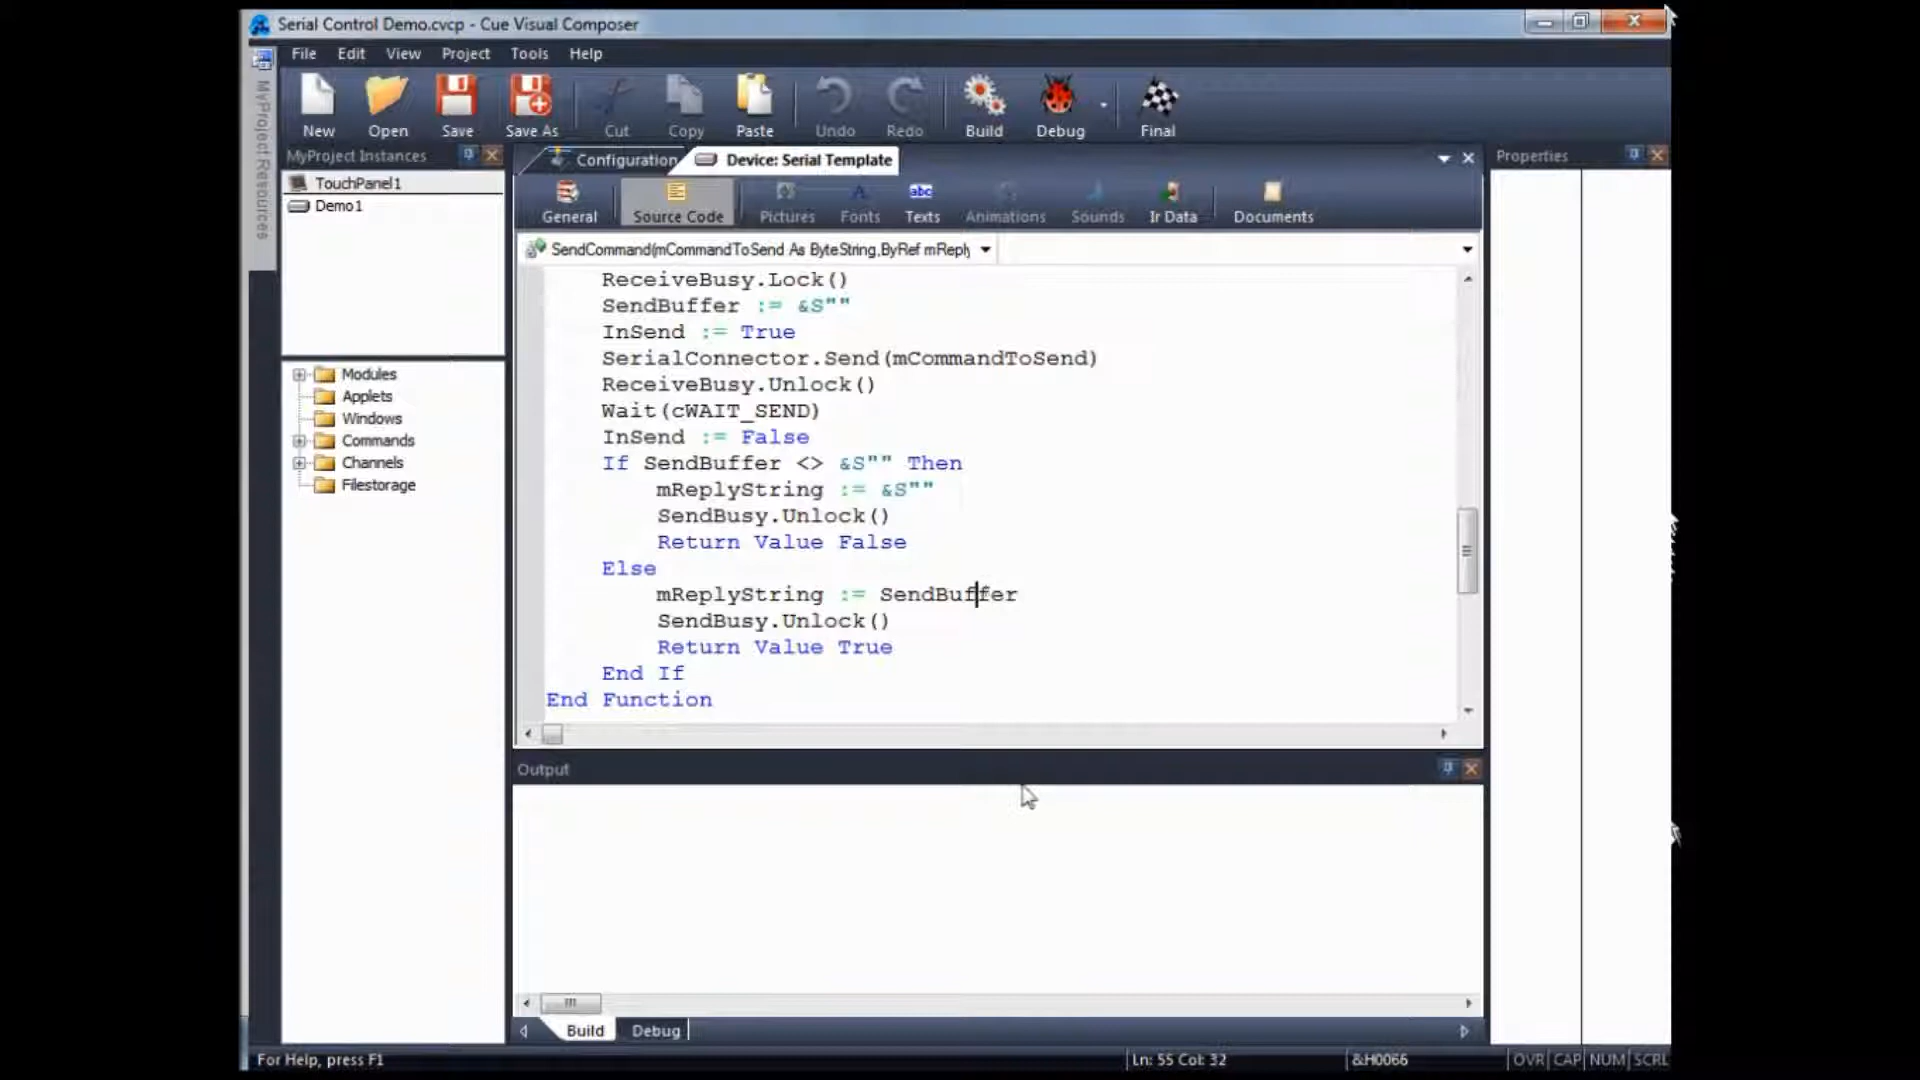 Serial Control Demo.cvcp - Cue Visual Composer
File Edit View Project Tools Help
New Open Save Save As Cut Copy Paste Undo Redo Build Debug Final
MyProject Resources
MyProject Instances
TouchPanel1
Demo1
Modules
Applets
Windows
Commands
Channels
Filestorage
Configuration Device: Serial Template
General Source Code Pictures Fonts abc Texts Animations Sounds Ir Data Documents
SendCommand(mCommandToSend As ByteString,ByRef mReply
ReceiveBusy.Lock()
SendBuffer := &S""
InSend := True
SerialConnector.Send(mCommandToSend)
ReceiveBusy.Unlock()
Wait(cWAIT_SEND)
InSend := False
If SendBuffer <> &S"" Then
mReplyString := &S""
SendBusy.Unlock()
Return Value False
Else
mReplyString := SendBuffer
SendBusy.Unlock()
Return Value True
End If
End Function
Output
Build Debug
Properties
For Help, press F1
Ln: 55 Col: 32
&H0066
OVR CAP NUM SCRL